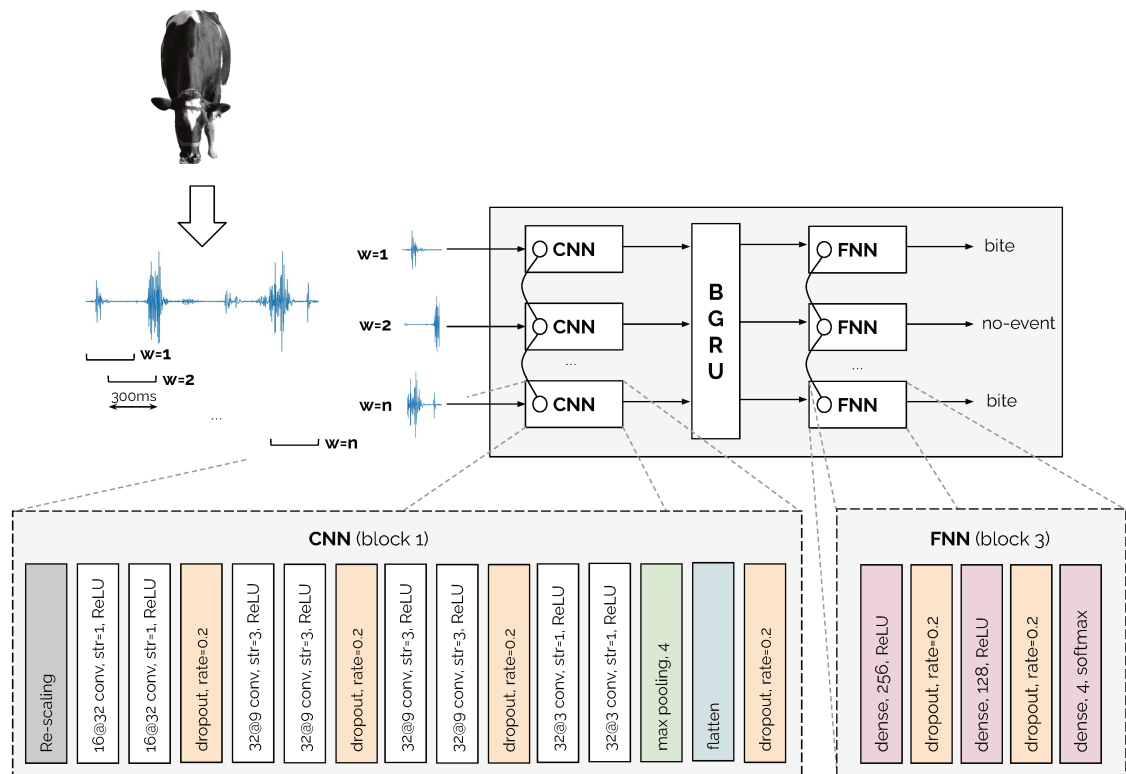 w=1
w=2
300ms
...
w=n
w=1
w=2
w=n
CNN
CNN
...
CNN
BGRU
FNN
FNN
...
FNN
bite
no-event
bite
CNN (block 1)
Re-scaling
16@32 conv, str=1, ReLU
16@32 conv, str=1, ReLU
dropout, rate=0.2
32@9 conv, str=3, ReLU
32@9 conv, str=3, ReLU
dropout, rate=0.2
32@9 conv, str=3, ReLU
32@9 conv, str=3, ReLU
dropout, rate=0.2
32@3 conv, str=1, ReLU
32@3 conv, str=1, ReLU
max pooling, 4
flatten
dropout, rate=0.2
FNN (block 3)
dense, 256, ReLU
dropout, rate=0.2
dense, 128, ReLU
dropout, rate=0.2
dense, 4, softmax